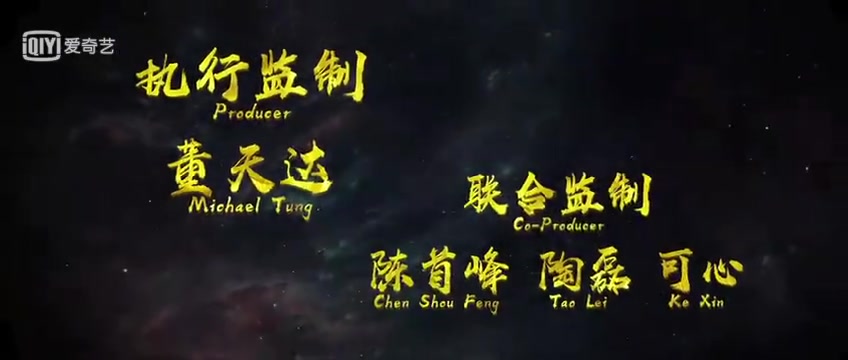 iQIYI 爱奇艺
执行监制
Producer
董天达
Michael Tung
联合监制
Co-Producer
陈首峰 陶磊 可心
Chen Shou Feng Tao Lei Ke Xin